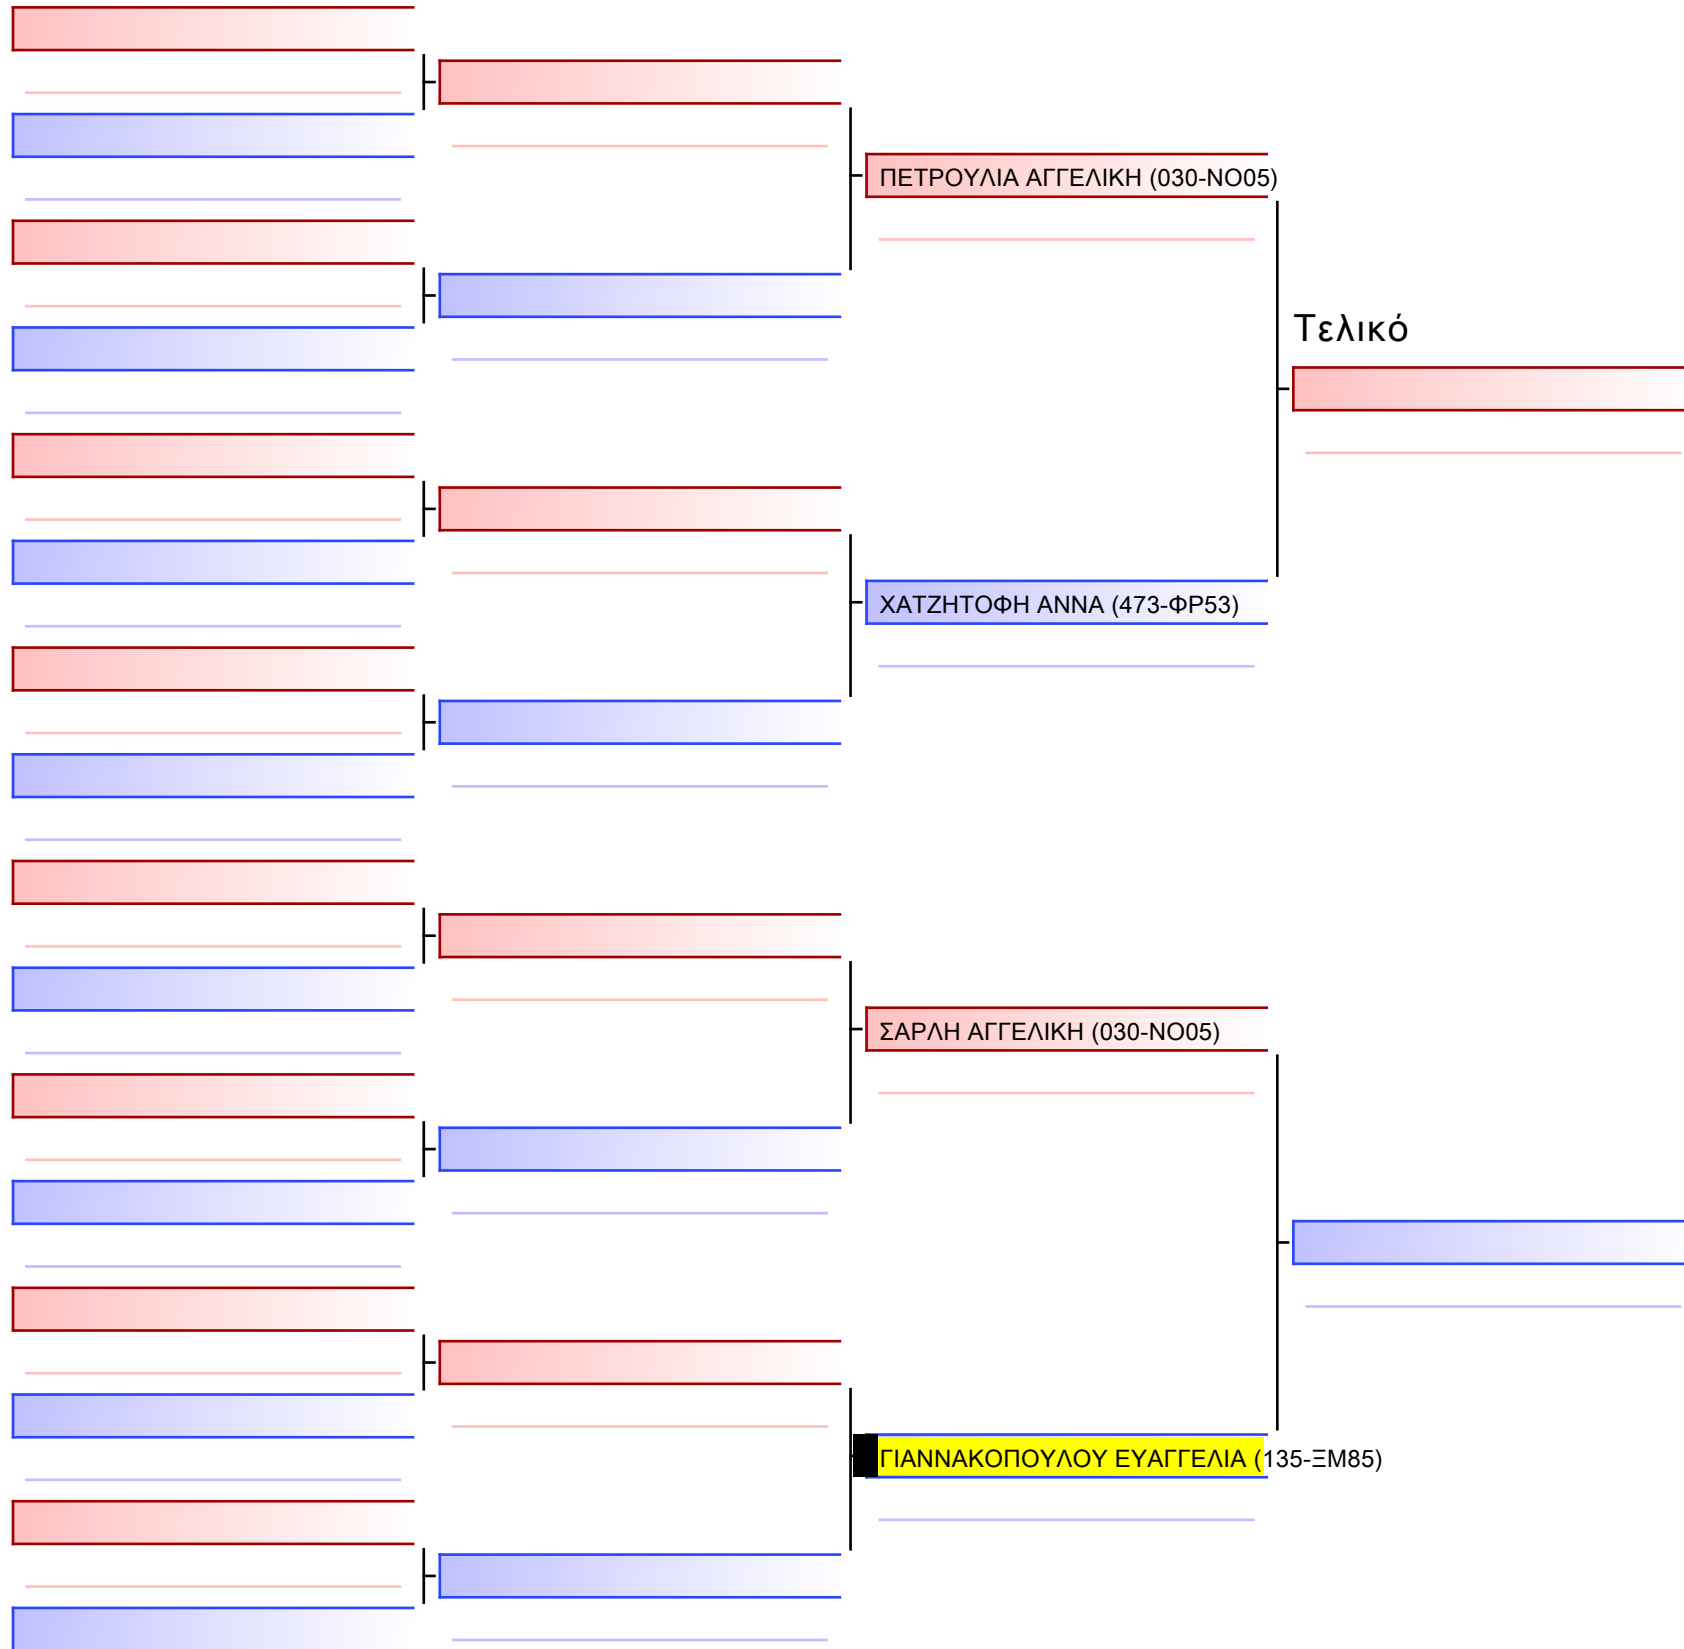 ΠΕΤΡΟΥΛΙΑ ΑΓΓΕΛΙΚΗ (030-ΝΟ05)
Τελικό
ΧΑΤΖΗΤΟΦΗ ΑΝΝΑ (473-ΦΡ53)
ΣΑΡΛΗ ΑΓΓΕΛΙΚΗ (030-ΝΟ05)
ΓΙΑΝΝΑΚΟΠΟΥΛΟΥ ΕΥΑΓΓΕΛΙΑ (135-ΞΜ85)